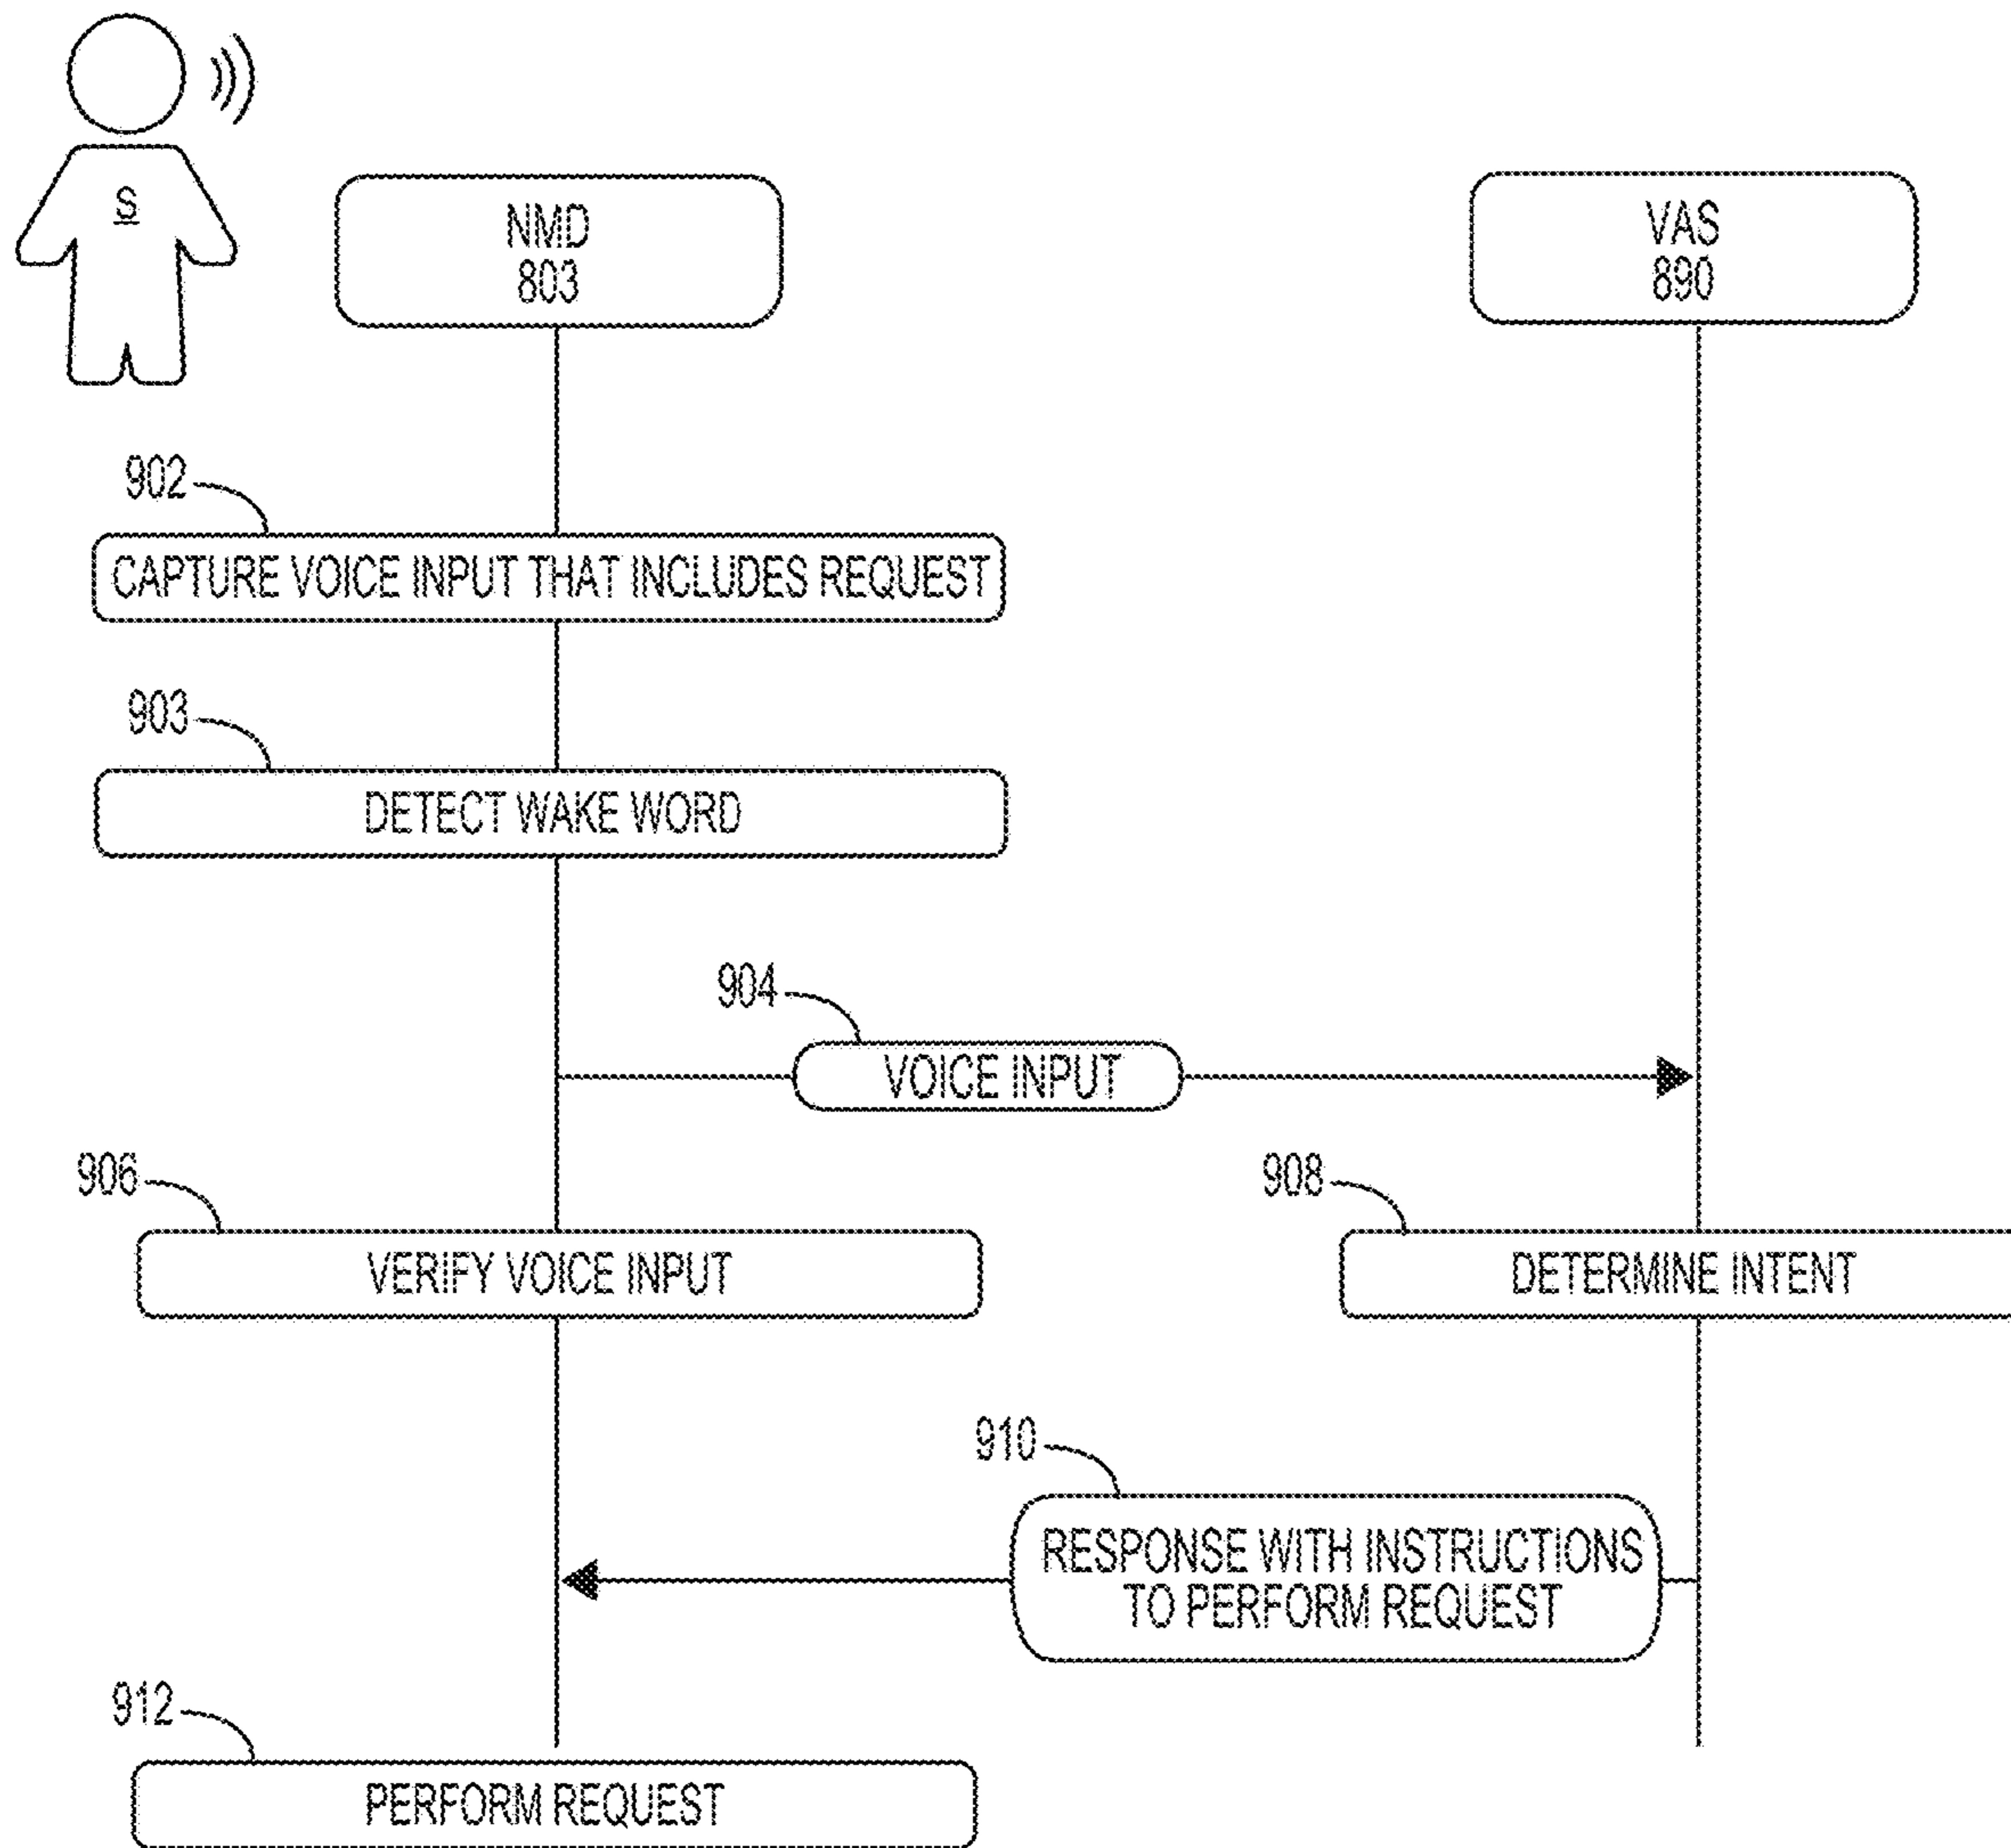 S
NMD
803
VAS
890
902
CAPTURE VOICE INPUT THAT INCLUDES REQUEST
903
DETECT WAKE WORD
904
VOICE INPUT
906
VERIFY VOICE INPUT
908
DETERMINE INTENT
910
RESPONSE WITH INSTRUCTIONS
TO PERFORM REQUEST
912
PERFORM REQUEST